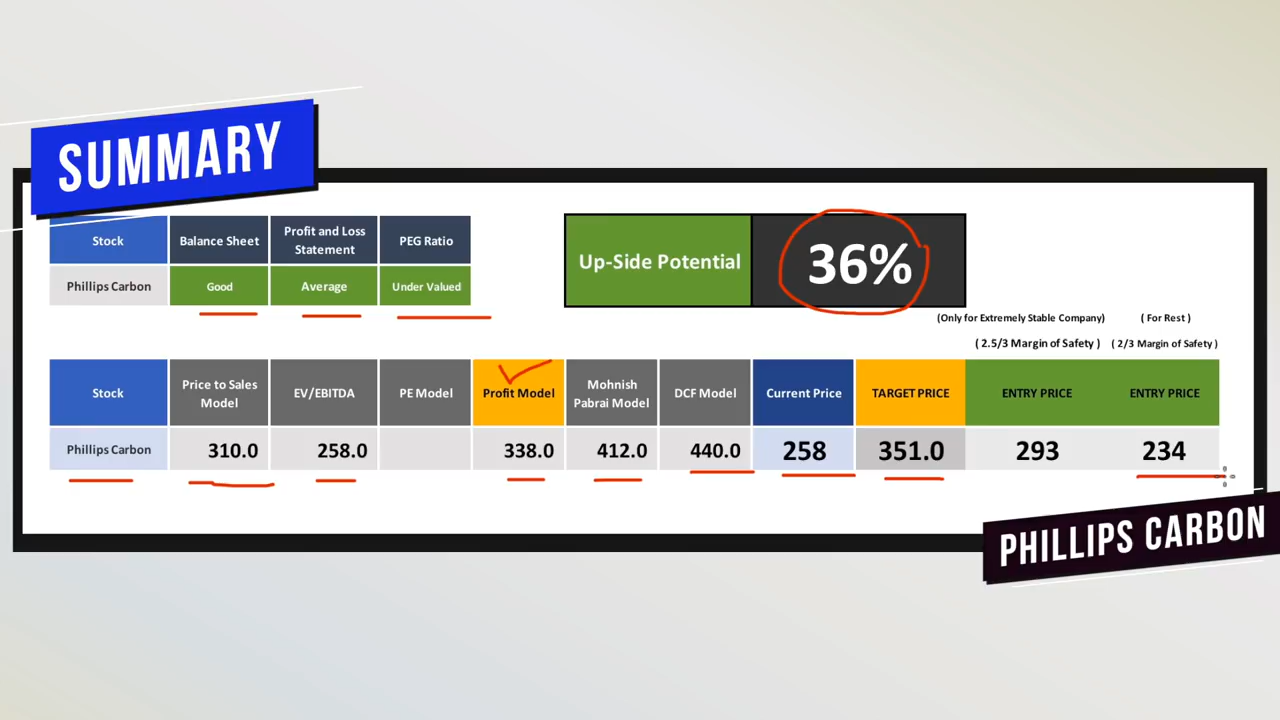 SUMMARY
Stock
Balance Sheet
Profit and Loss
Statement
PEG Ratio
Phillips Carbon
Good
Average
Under Valued
Up-Side Potential
36%
(Only for Extremely Stable Company)
( For Rest )
( 2.5/3 Margin of Safety )
( 2/3 Margin of Safety )
Stock
Price to Sales
Model
EV/EBITDA
PE Model
Profit Model
Mohnish
Pabrai Model
DCF Model
Current Price
TARGET PRICE
ENTRY PRICE
ENTRY PRICE
Phillips Carbon
310.0
258.0
338.0
412.0
440.0
258
351.0
293
234
PHILLIPS CARBON